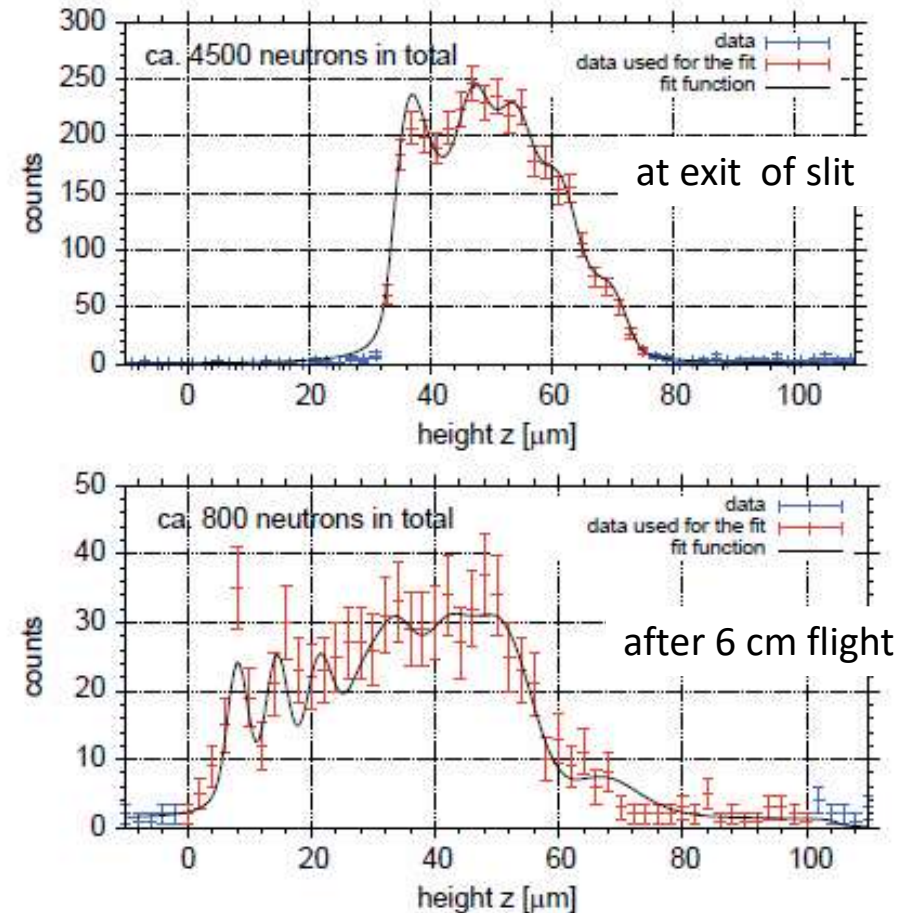 300
250
200
150
100
50
0
counts
ca. 4500 neutrons in total
data
data used for the fit
fit function
at exit of slit
0 20 40 60 80 100
height z [μm]
50
40
30
20
10
0
counts
ca. 800 neutrons in total
data
data used for the fit
fit function
after 6 cm flight
0 20 40 60 80 100
height z [μm]